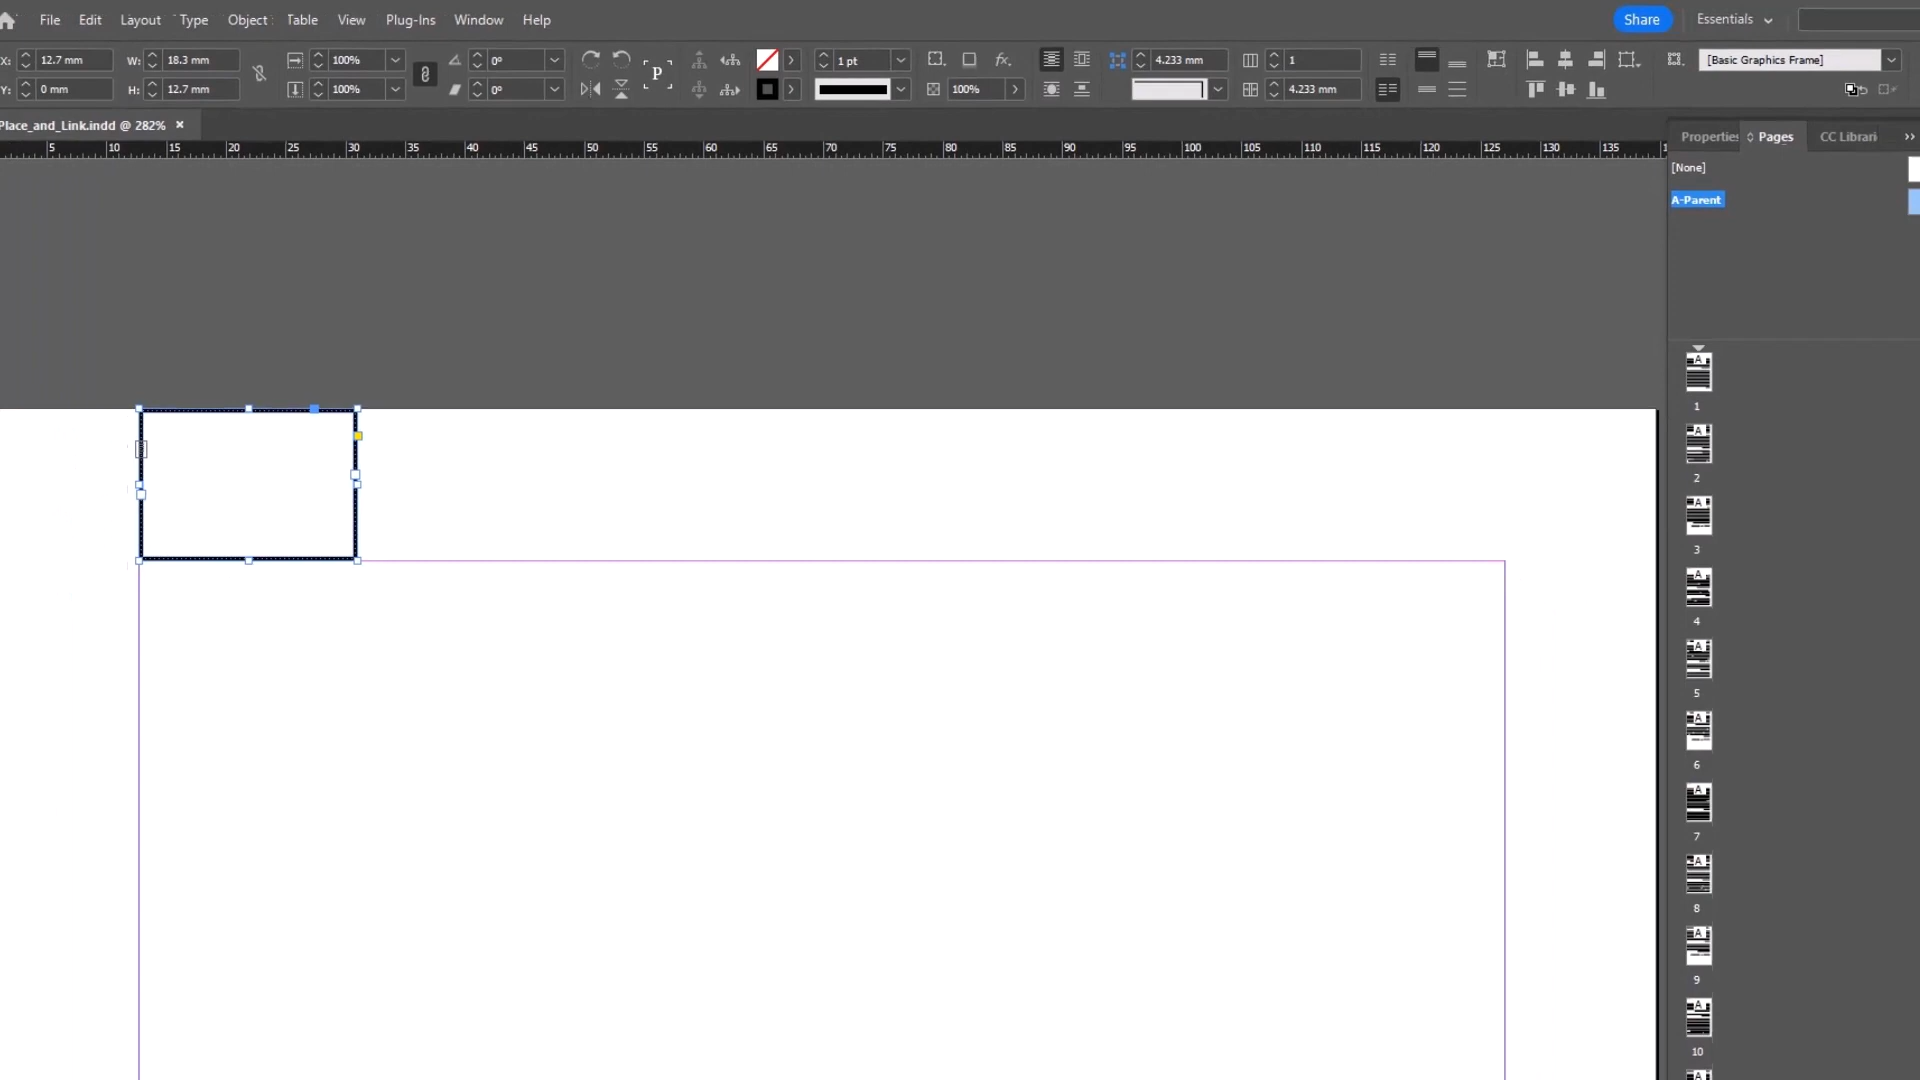 File Edit Layout Type Object Table View Plug-Ins Window Help Share Essentials
X: 12.7 mm W: 18.3 mm 100% 0° P 1 pt fx. 4.233 mm 1 [Basic Graphics Frame]
Y: 0 mm H: 12.7 mm 100% 0° 100% 4.233 mm
Place_and_Link.indd @ 282% ×
Properties Pages CC Librari
5 10 15 20 25 30 35 40 45 50 55 60 65 70 75 80 85 90 95 100 105 110 115 120 125 130 135
[None]
A-Parent
A
1
A
2
A
3
A
4
A
5
A
6
A
7
A
8
A
9
A
10